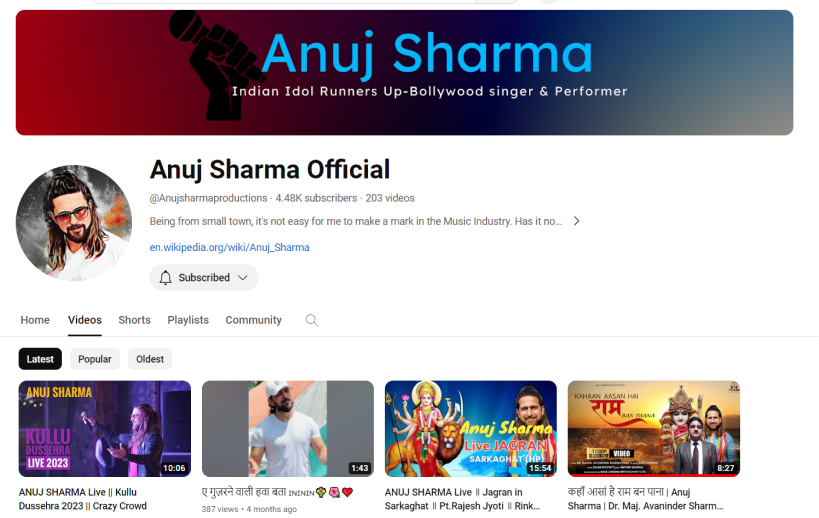 Anuj Sharma
Indian Idol Runners Up-Bollywood singer & Performer
Anuj Sharma Official
@Anujsharmaproductions · 4.48K subscribers · 203 videos
Being from small town, it's not easy for me to make a mark in the Music Industry. Has it no...
en.wikipedia.org/wiki/Anuj_Sharma
Subscribed
Home Videos Shorts Playlists Community
Latest Popular Oldest
ANUJ SHARMA
KULLU
DUSSEHRA
LIVE 2023
10:06
1:43
Anuj Sharma
Live JAGRAN
SARKAGHAT (HP)
15:54
KAHAAN AASAN HAI
राम
BAN PAANA
VIDEO
8:27
ANUJ SHARMA Live || Kullu
Dussehra 2023 || Crazy Crowd
ए गुज़रने वाली हवा बता ɪɴɪɴɪɴ🌳🌺❤️
387 views • 4 months ago
ANUJ SHARMA Live || Jagran in
Sarkaghat || Pt.Rajesh Jyoti || Rink...
कहाँ आसां है राम बन पाना | Anuj
Sharma | Dr. Maj. Avaninder Sharm...